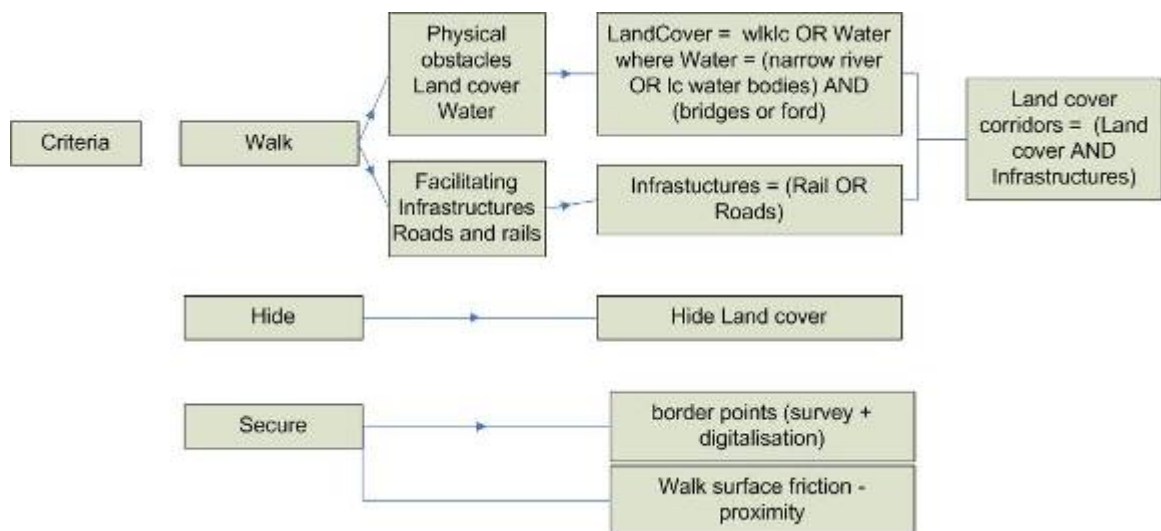 Criteria
Walk
Physical
obstacles
Land cover
Water
LandCover = wlklc OR Water
where Water = (narrow river
OR lc water bodies) AND
(bridges or ford)
Facilitating
Infrastructures
Roads and rails
Infrastuctures = (Rail OR
Roads)
Land cover
corridors = (Land
cover AND
Infrastructures)
Hide
Hide Land cover
Secure
border points (survey +
digitalisation)
Walk surface friction -
proximity